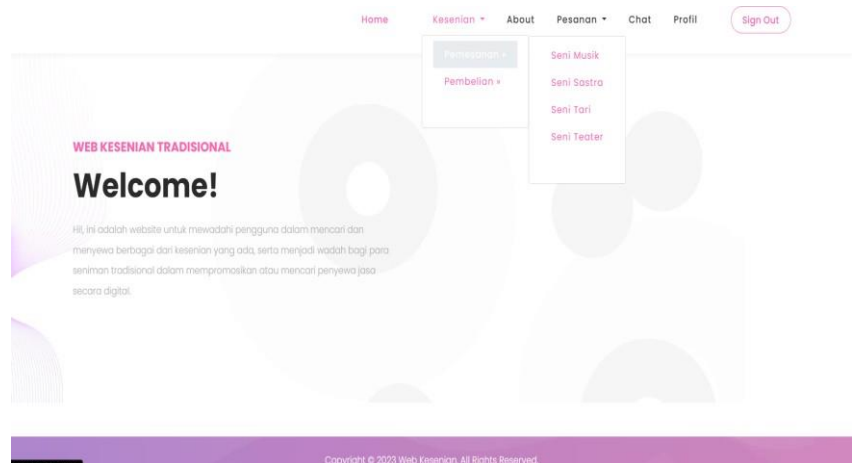 Home Kesenian About Pesanan Chat Profil Sign Out
Pemesanan »
Pembelian »
Seni Musik
Seni Sastra
Seni Tari
Seni Teater
WEB KESENIAN TRADISIONAL
Welcome!
Hi!, ini adalah website untuk mewadahi pengguna dalam mencari dan
menyewa berbagai dari kesenian yang ada, serta menjadi wadah bagi para
seniman tradisional dalam mempromosikan atau mencari penyewa jasa
secara digital.
Copyright © 2023 Web Kesenian. All Rights Reserved.